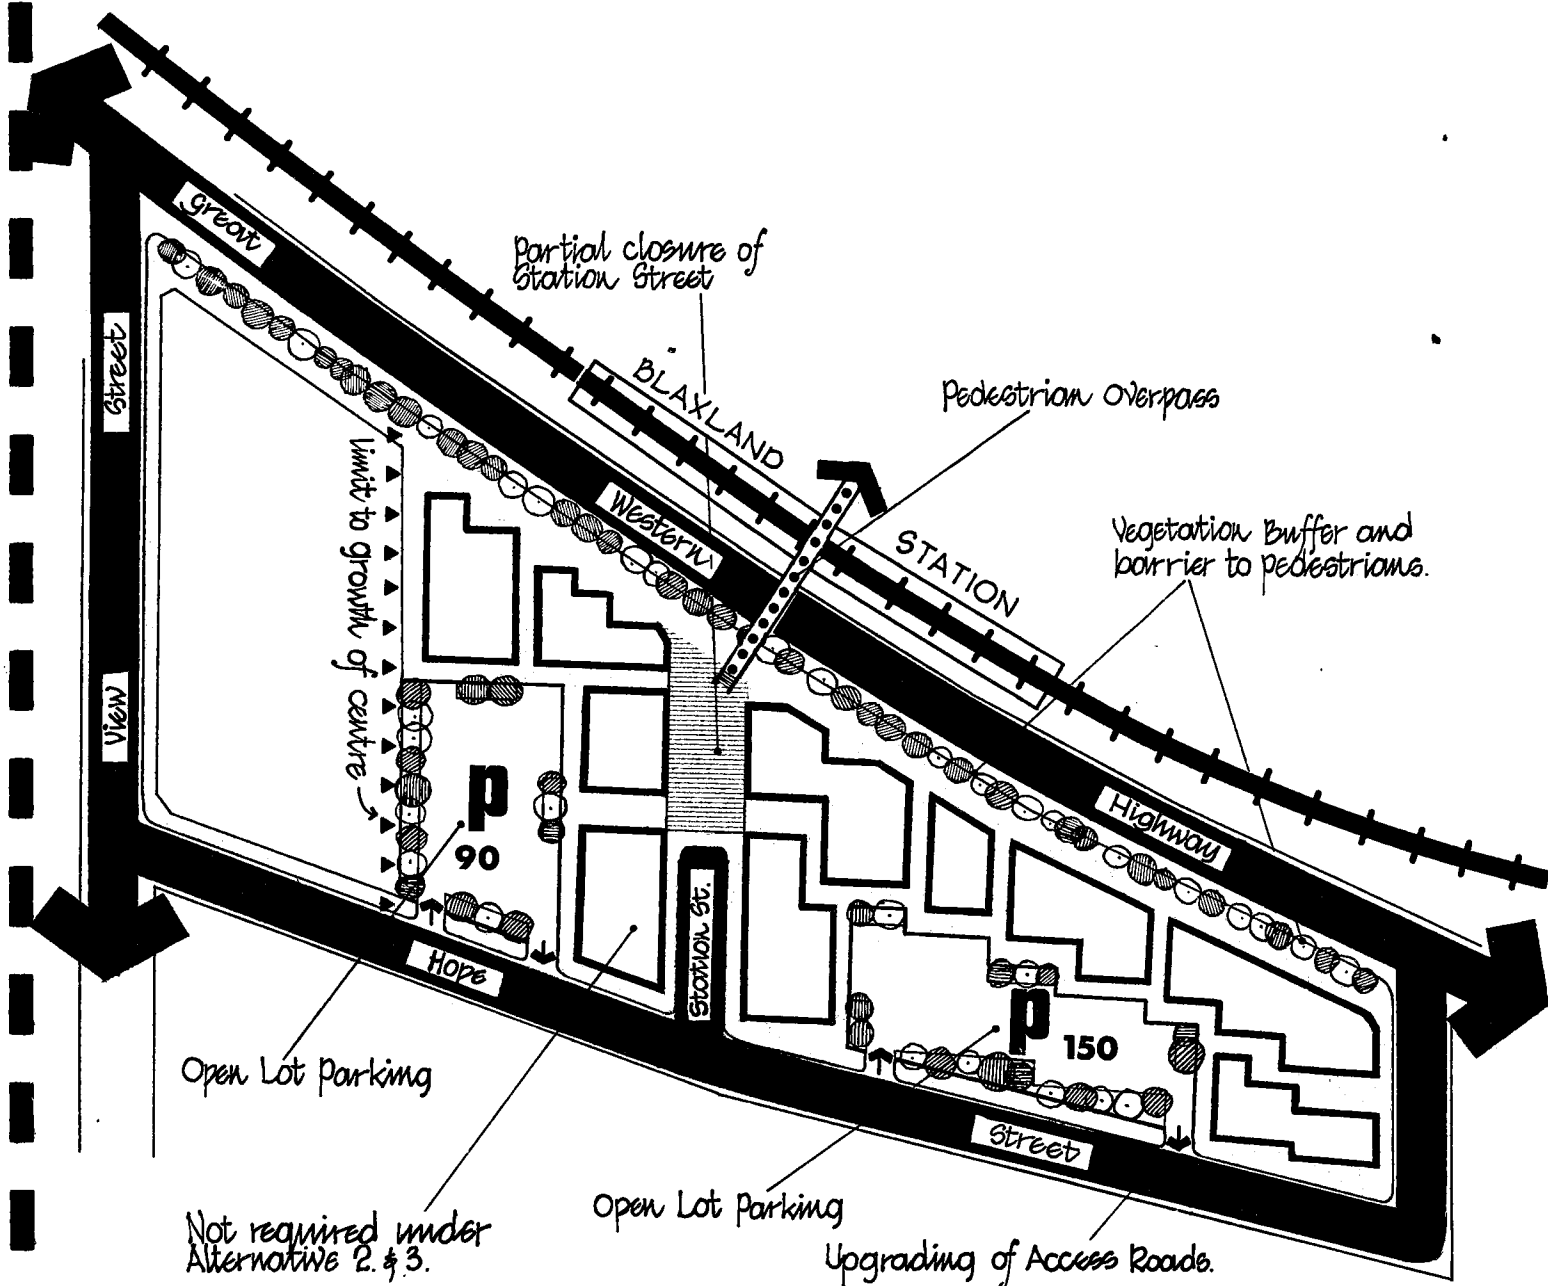 Great
Partial closure of
Station Street
Street
BLAXLAND
Pedestrian Overpass
Western
STATION
Vegetation Buffer and
barrier to pedestrians.
limit to growth of centre
View
P
90
Highway
Station St.
Hope
P
150
Open Lot Parking
Street
Not required under
Alternative 2. & 3.
Open Lot Parking
Upgrading of Access Roads.